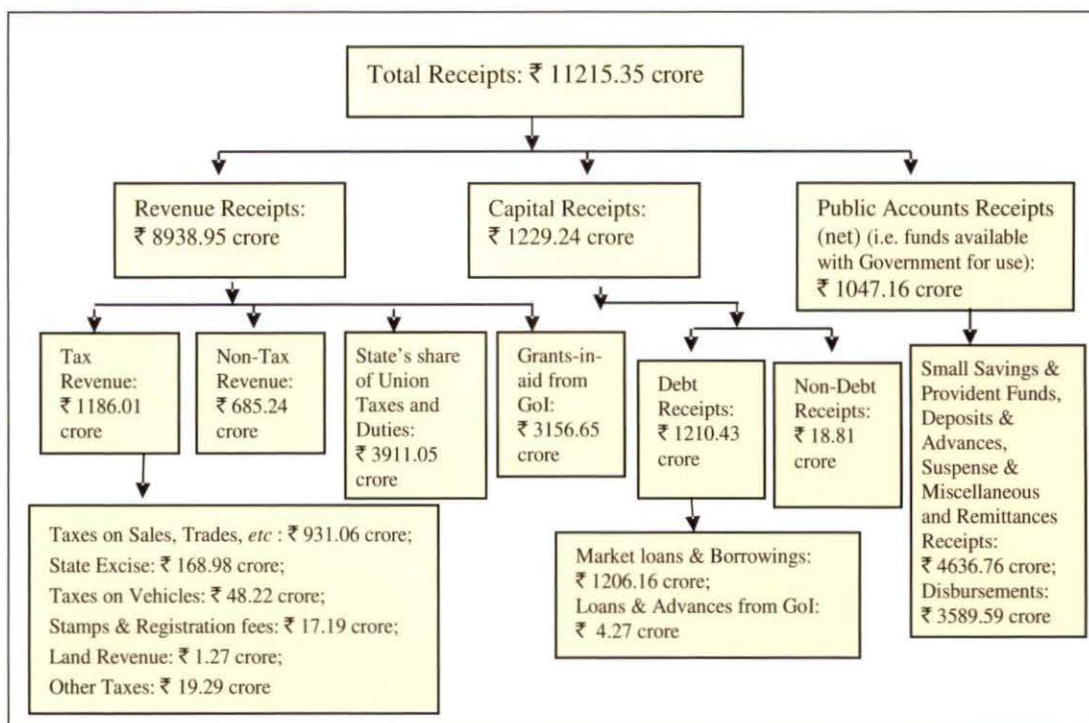 Total Receipts: ₹ 11215.35 crore
Revenue Receipts:
₹ 8938.95 crore
Capital Receipts:
₹ 1229.24 crore
Public Accounts Receipts
(net) (i.e. funds available
with Government for use):
₹ 1047.16 crore
Tax
Revenue:
₹ 1186.01
crore
Non-Tax
Revenue:
₹ 685.24
crore
State's share
of Union
Taxes and
Duties:
₹ 3911.05
crore
Grants-in-
aid from
GoI:
₹ 3156.65
crore
Debt
Receipts:
₹ 1210.43
crore
Non-Debt
Receipts:
₹ 18.81
crore
Small Savings &
Provident Funds,
Deposits &
Advances,
Suspense &
Miscellaneous
and Remittances
Receipts:
₹ 4636.76 crore;
Disbursements:
₹ 3589.59 crore
Taxes on Sales, Trades, etc : ₹ 931.06 crore;
State Excise: ₹ 168.98 crore;
Taxes on Vehicles: ₹ 48.22 crore;
Stamps & Registration fees: ₹ 17.19 crore;
Land Revenue: ₹ 1.27 crore;
Other Taxes: ₹ 19.29 crore
Market loans & Borrowings:
₹ 1206.16 crore;
Loans & Advances from GoI:
₹ 4.27 crore